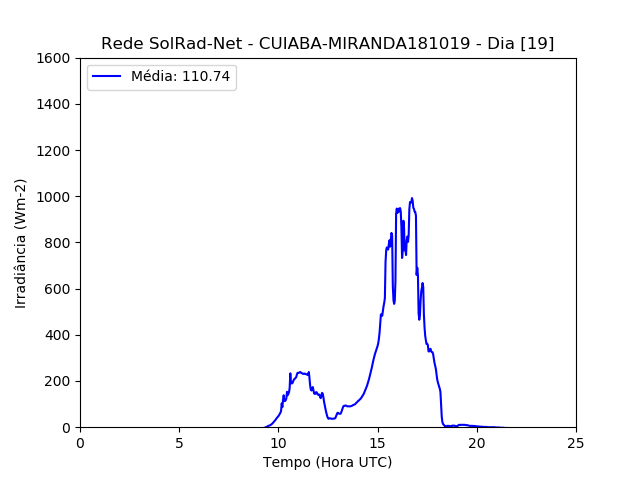 Rede SolRad-Net - CUIABA-MIRANDA181019 - Dia [19]
Média: 110.74
Irradiância (Wm-2)
1600
1400
1200
1000
800
600
400
200
0
0 5 10 15 20 25
Tempo (Hora UTC)